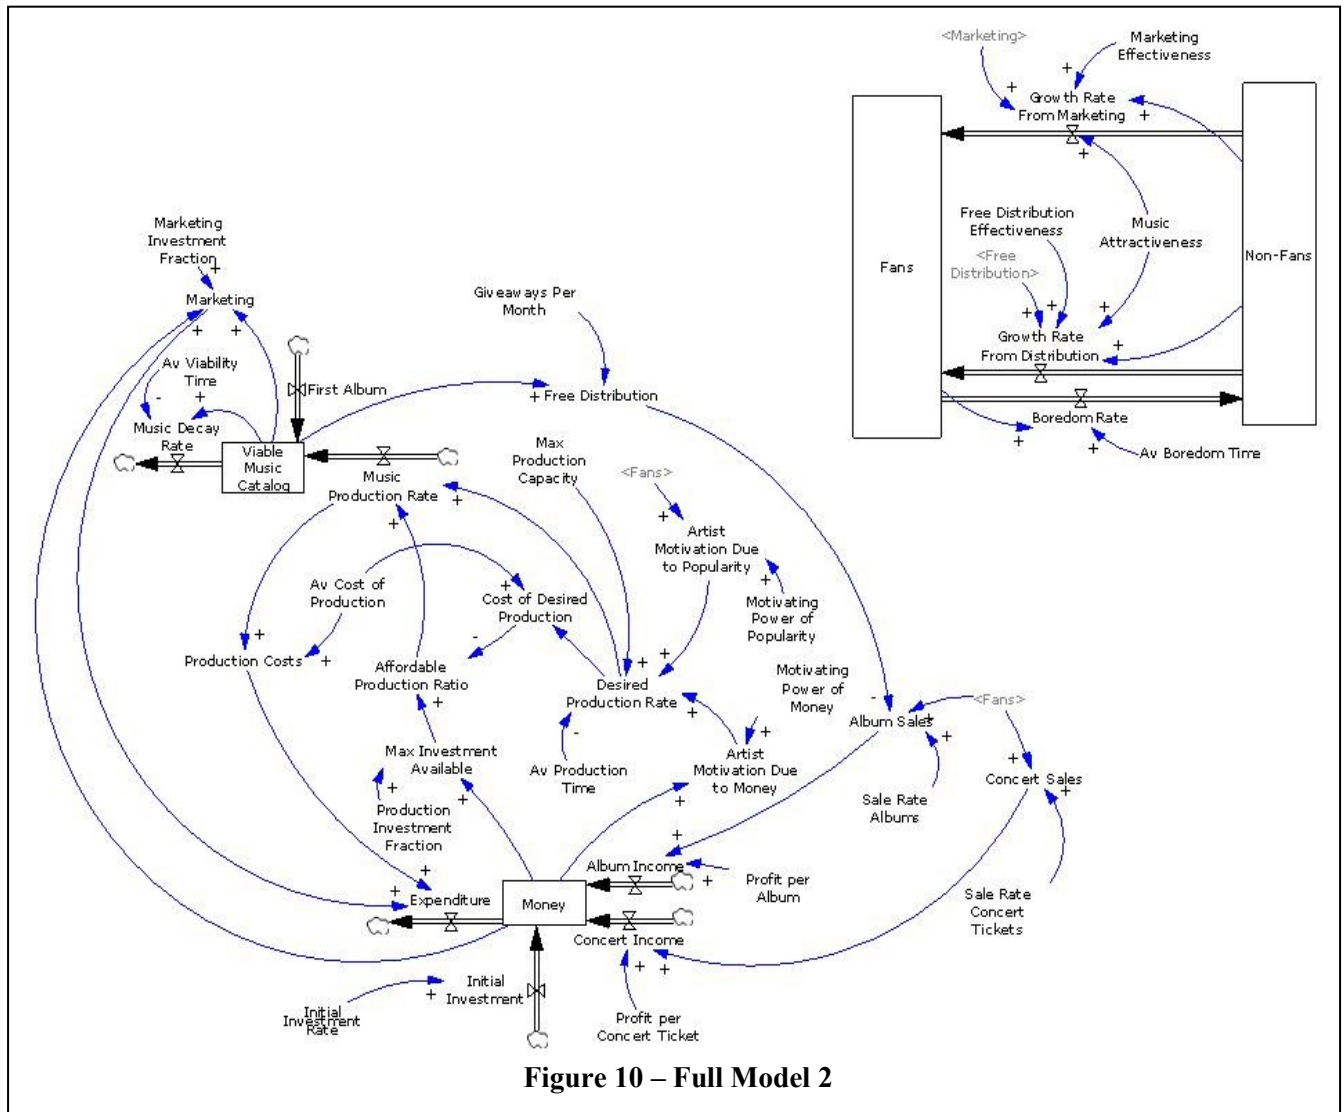 <Marketing>
Marketing
Effectiveness
+
+
Growth Rate
From Marketing
+
+
Fans
Non-Fans
Free Distribution
Effectiveness
Music
Attractiveness
<Free
Distribution>
+
+
+
Growth Rate
From Distribution
+
Boredom Rate
+
+
Av Boredom Time
Marketing
Investment
Fraction
+
Marketing
+
+
Av Viability
Time
+
-
Music Decay
Rate
First Album
Viable
Music
Catalog
Giveaways Per
Month
+
Free Distribution
Music
Production Rate
+
+
Max
Production
Capacity
<Fans>
+
Artist
Motivation Due
to Popularity
+
Motivating
Power of
Popularity
Av Cost of
Production
+
Cost of Desired
Production
-
+
Production Costs
+
Affordable
Production Ratio
+
+
+
Desired
Production Rate
+
-
Motivating
Power of
Money
+
Max Investment
Available
+
+
Production
Investment
Fraction
Av Production
Time
Artist
Motivation Due
to Money
+
-
Album Sales
+
+
<Fans>
+
Concert Sales
+
Sale Rate
Albums
Sale Rate
Concert
Tickets
+
+
Expenditure
Money
+
Album Income
+
Profit per
Album
Concert Income
+
+
Profit per
Concert Ticket
Initial
Investment
+
Initial
Investment
Rate
Figure 10 – Full Model 2